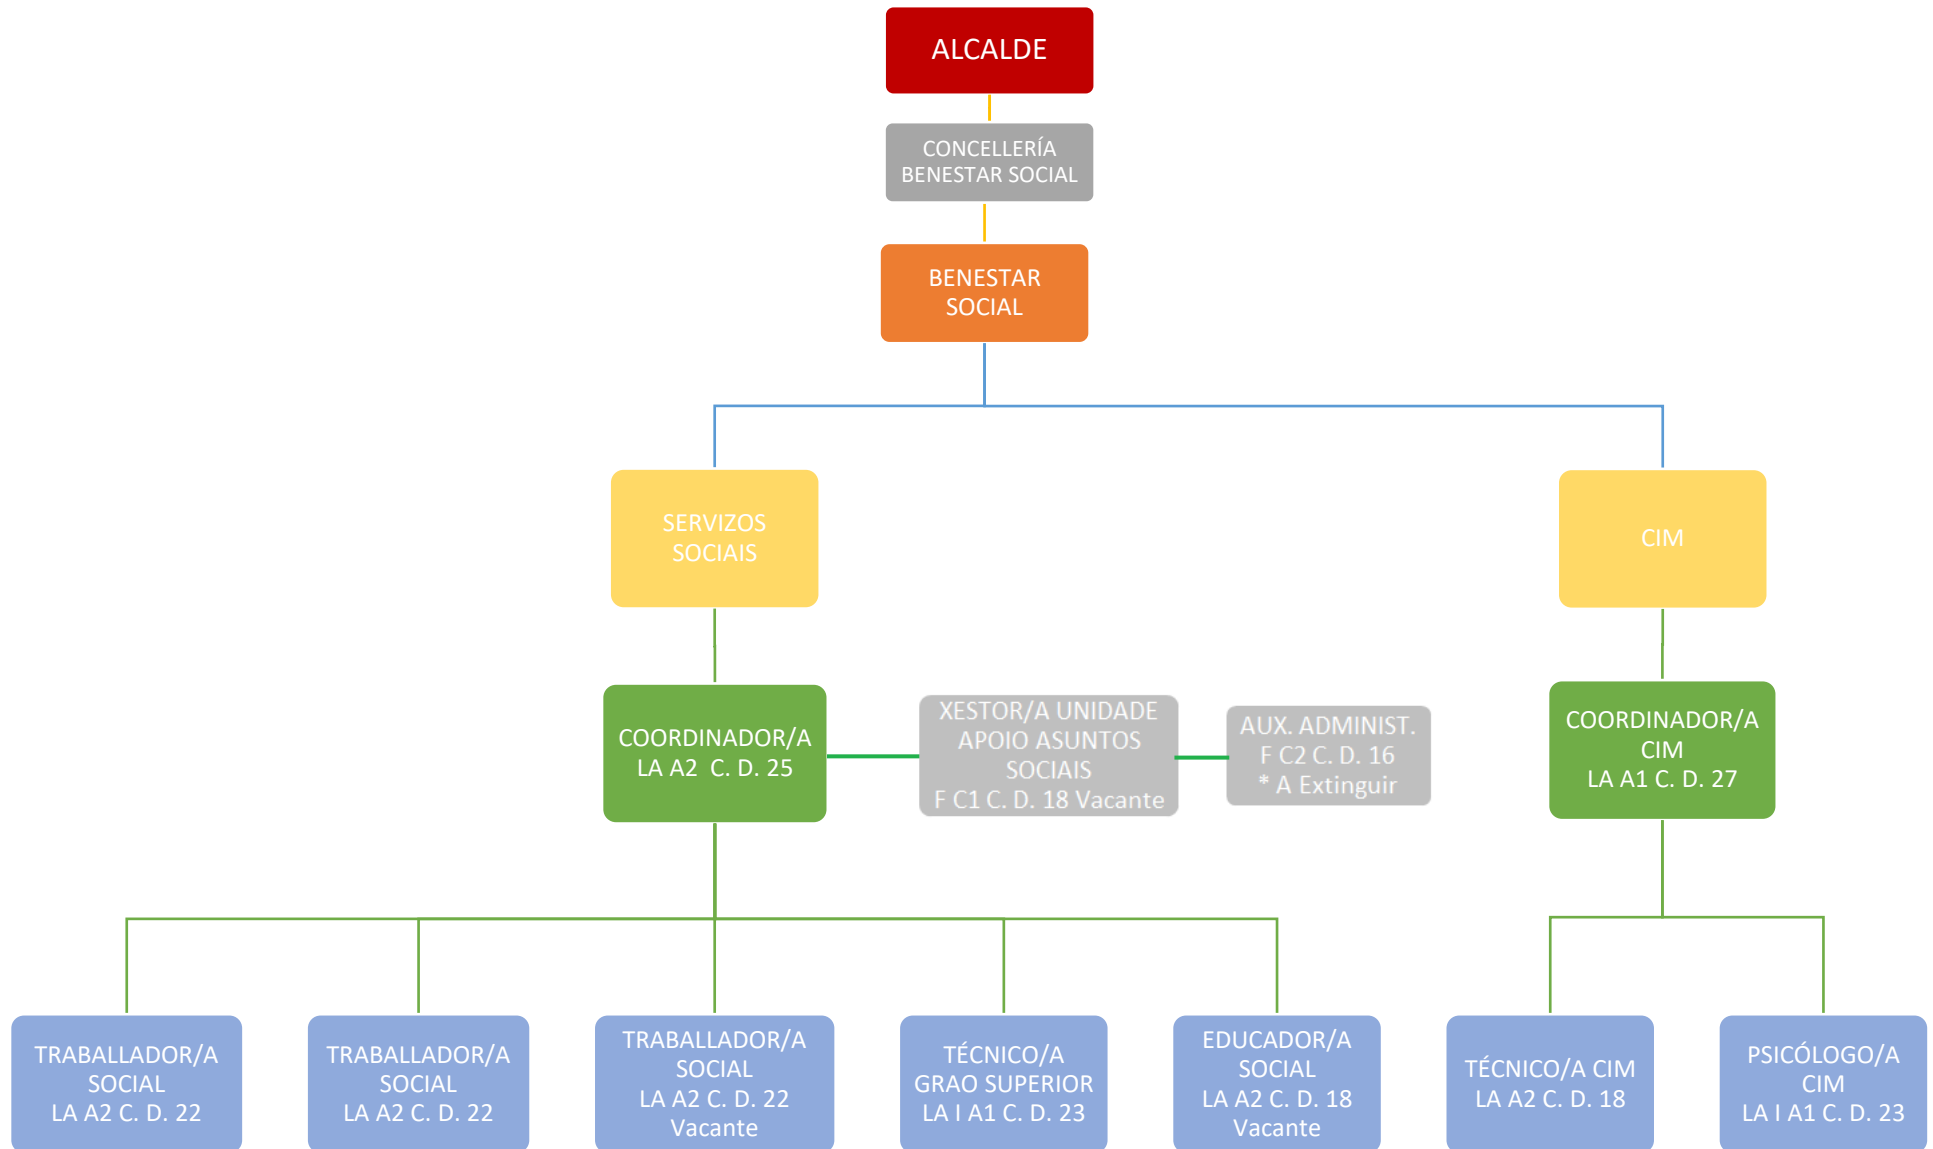 ALCALDE
CONCELLERÍA
BENESTAR SOCIAL
BENESTAR
SOCIAL
SERVIZOS
SOCIAIS
CIM
COORDINADOR/A
LA A2  C. D. 25
XESTOR/A UNIDADE
APOIO ASUNTOS
SOCIAIS
F C1 C. D. 18 Vacante
AUX. ADMINIST.
F C2 C. D. 16
* A Extinguir
COORDINADOR/A
CIM
LA A1 C. D. 27
TRABALLADOR/A
SOCIAL
LA A2 C. D. 22
TRABALLADOR/A
SOCIAL
LA A2 C. D. 22
TRABALLADOR/A
SOCIAL
LA A2 C. D. 22
Vacante
TÉCNICO/A
GRAO SUPERIOR
LA I A1 C. D. 23
EDUCADOR/A
SOCIAL
LA A2 C. D. 18
Vacante
TÉCNICO/A CIM
LA A2 C. D. 18
PSICÓLOGO/A
CIM
LA I A1 C. D. 23